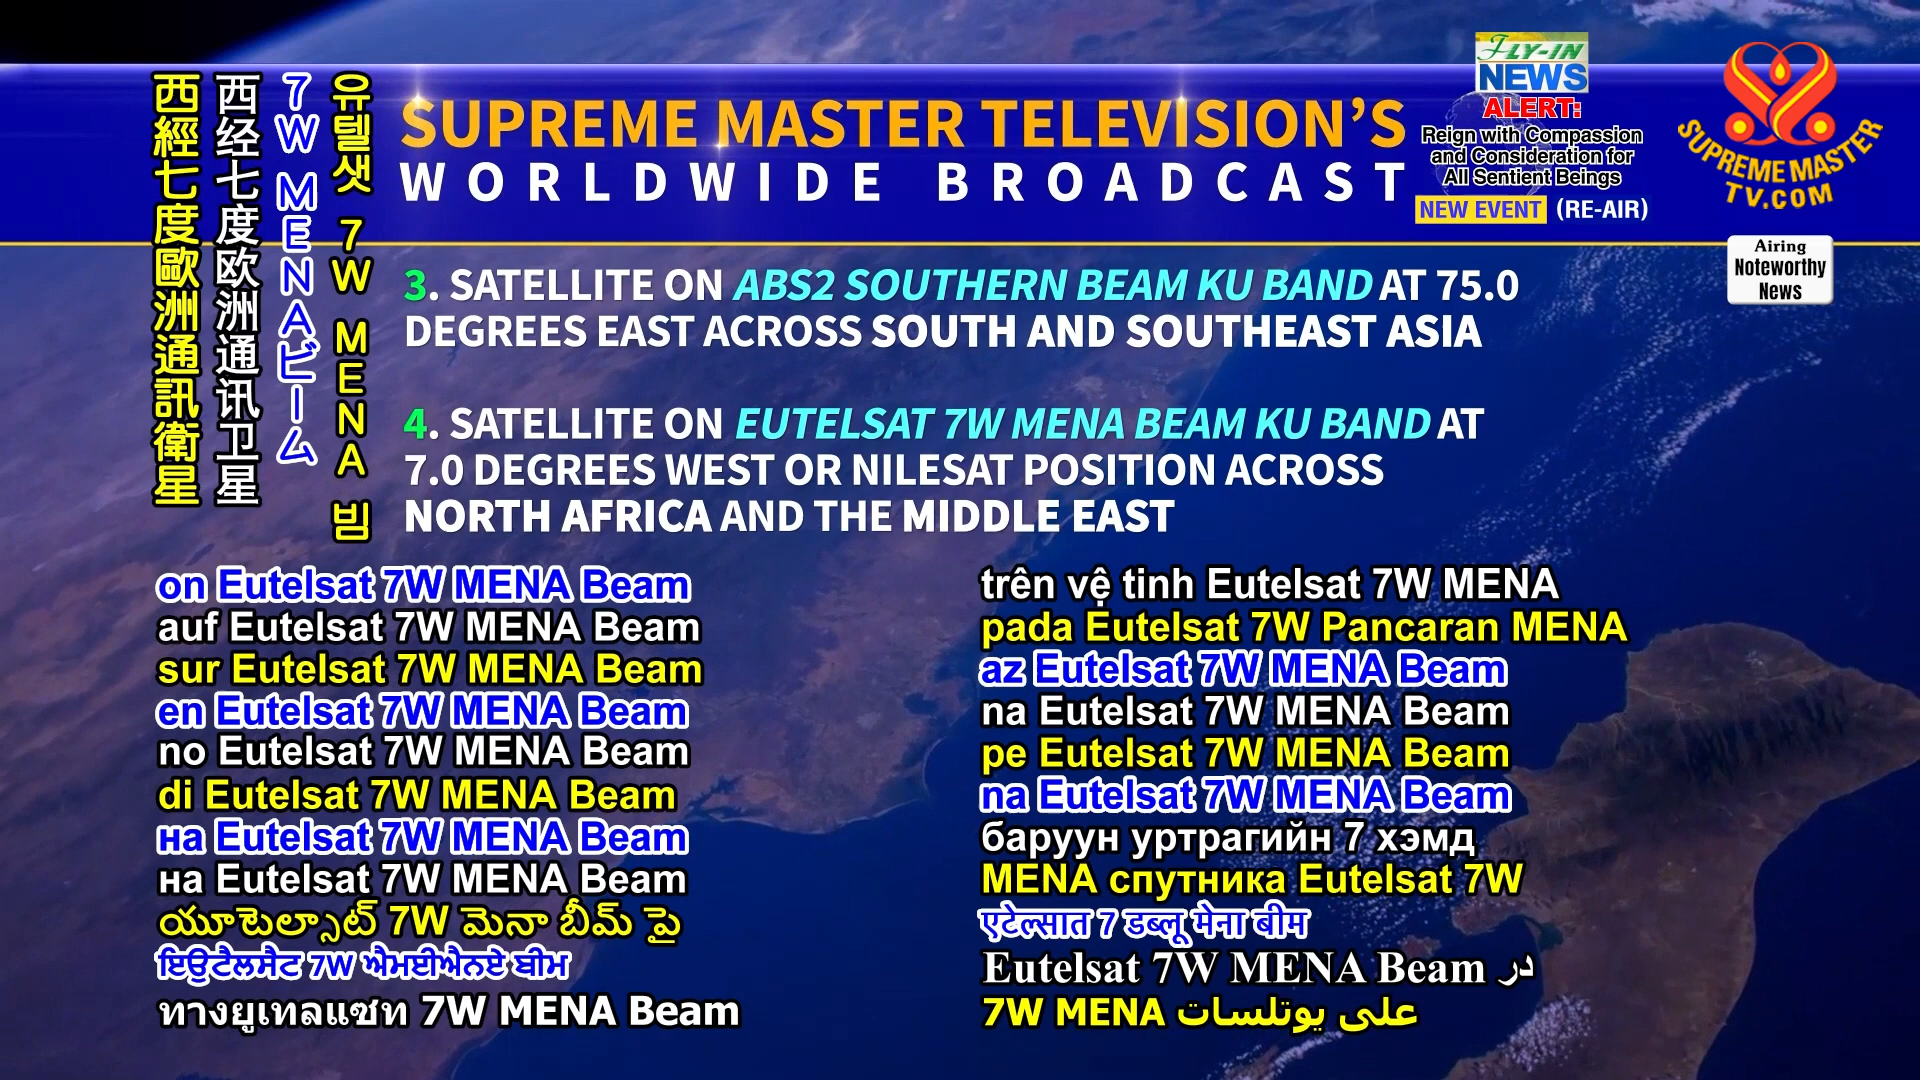 西經七度歐洲通訊衛星
西经七度欧洲通讯卫星
7W MENAビーム
유텔샛 7W MENA 빔
SUPREME MASTER TELEVISION'S
WORLDWIDE BROADCAST
FLY-IN
NEWS
ALERT:
Reign with Compassion
and Consideration for
All Sentient Beings
NEW EVENT (RE-AIR)
SUPREME MASTER
TV.COM
Airing
Noteworthy
News
3. SATELLITE ON ABS2 SOUTHERN BEAM KU BAND AT 75.0
DEGREES EAST ACROSS SOUTH AND SOUTHEAST ASIA
4. SATELLITE ON EUTELSAT 7W MENA BEAM KU BAND AT
7.0 DEGREES WEST OR NILESAT POSITION ACROSS
NORTH AFRICA AND THE MIDDLE EAST
on Eutelsat 7W MENA Beam
auf Eutelsat 7W MENA Beam
sur Eutelsat 7W MENA Beam
en Eutelsat 7W MENA Beam
no Eutelsat 7W MENA Beam
di Eutelsat 7W MENA Beam
на Eutelsat 7W MENA Beam
на Eutelsat 7W MENA Beam
యూటెల్సాట్ 7W మెనా బీమ్ పై
ਇਉਟੈਲਸੈਟ 7W ਐਮਈਐਨਏ ਬੀਮ
ทางยูเทลแซท 7W MENA Beam
trên vệ tinh Eutelsat 7W MENA
pada Eutelsat 7W Pancaran MENA
az Eutelsat 7W MENA Beam
na Eutelsat 7W MENA Beam
pe Eutelsat 7W MENA Beam
na Eutelsat 7W MENA Beam
баруун уртрагийн 7 хэмд
MENA спутника Eutelsat 7W
एटेल्सात 7 डब्लू मेना बीम
Eutelsat 7W MENA Beam در
7W MENA على يوتلسات